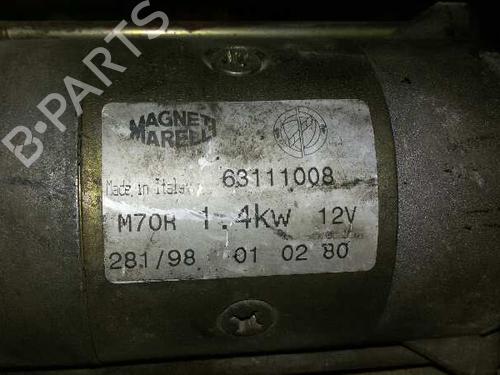 B-PARTS
MAGNETI
MARELLI
Made in Italy
63111008
M70R 1.4kw 12V
281/98 01 02 80